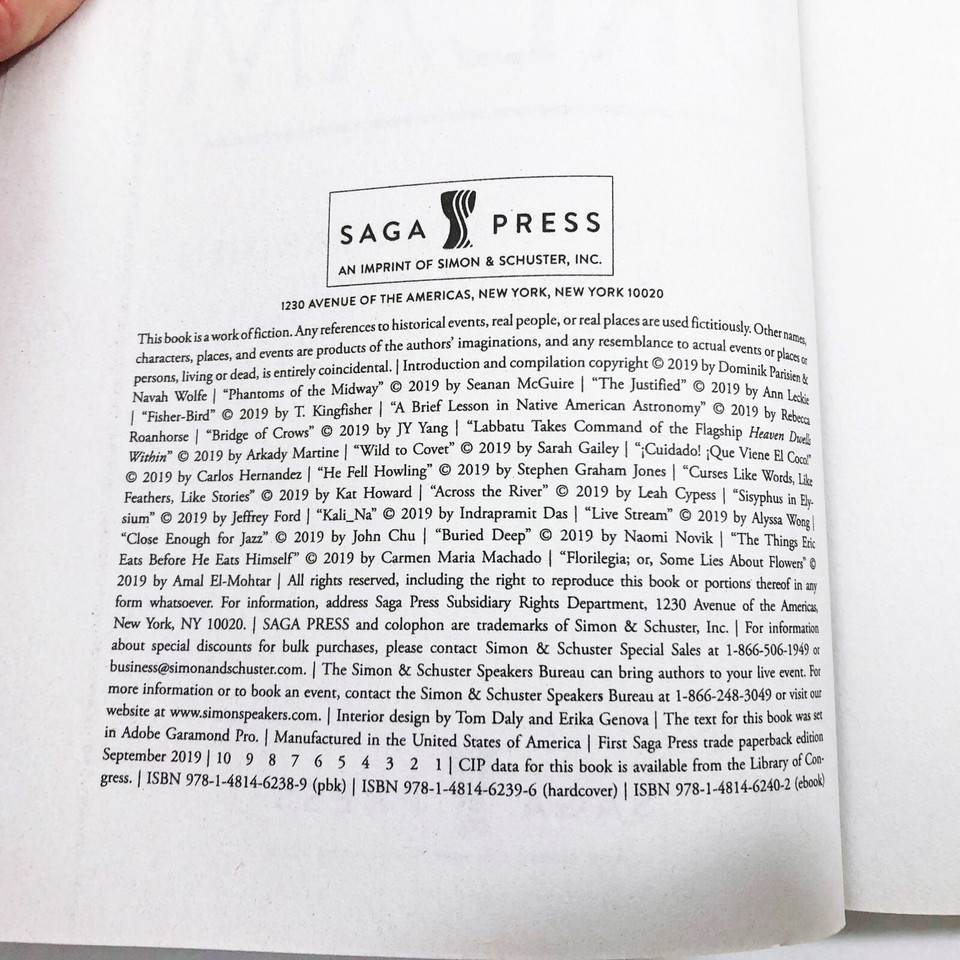 SAGA PRESS
AN IMPRINT OF SIMON & SCHUSTER, INC.
1230 AVENUE OF THE AMERICAS, NEW YORK, NEW YORK 10020
This book is a work of fiction. Any references to historical events, real people, or real places are used fictitiously. Other names,
characters, places, and events are products of the authors’ imaginations, and any resemblance to actual events or places or
persons, living or dead, is entirely coincidental. | Introduction and compilation copyright © 2019 by Dominik Parisien &
Navah Wolfe | “Phantoms of the Midway” © 2019 by Seanan McGuire | “The Justified” © 2019 by Ann Leckie
| “Fisher-Bird” © 2019 by T. Kingfisher | “A Brief Lesson in Native American Astronomy” © 2019 by Rebecca
Roanhorse | “Bridge of Crows” © 2019 by JY Yang | “Labbatu Takes Command of the Flagship Heaven Dwells
Within” © 2019 by Arkady Martine | “Wild to Covet” © 2019 by Sarah Gailey | “¡Cuidado! ¡Que Viene El Coco!”
© 2019 by Carlos Hernandez | “He Fell Howling” © 2019 by Stephen Graham Jones | “Curses Like Words, Like
Feathers, Like Stories” © 2019 by Kat Howard | “Across the River” © 2019 by Leah Cypess | “Sisyphus in Ely-
sium” © 2019 by Jeffrey Ford | “Kali_Na” © 2019 by Indrapramit Das | “Live Stream” © 2019 by Alyssa Wong |
“Close Enough for Jazz” © 2019 by John Chu | “Buried Deep” © 2019 by Naomi Novik | “The Things Eric
Eats Before He Eats Himself” © 2019 by Carmen Maria Machado | “Florilegia; or, Some Lies About Flowers” ©
2019 by Amal El-Mohtar | All rights reserved, including the right to reproduce this book or portions thereof in any
form whatsoever. For information, address Saga Press Subsidiary Rights Department, 1230 Avenue of the Americas,
New York, NY 10020. | SAGA PRESS and colophon are trademarks of Simon & Schuster, Inc. | For information
about special discounts for bulk purchases, please contact Simon & Schuster Special Sales at 1-866-506-1949 or
business@simonandschuster.com. | The Simon & Schuster Speakers Bureau can bring authors to your live event. For
more information or to book an event, contact the Simon & Schuster Speakers Bureau at 1-866-248-3049 or visit our
website at www.simonspeakers.com. | Interior design by Tom Daly and Erika Genova | The text for this book was set
in Adobe Garamond Pro. | Manufactured in the United States of America | First Saga Press trade paperback edition
September 2019 | 10 9 8 7 6 5 4 3 2 1 | CIP data for this book is available from the Library of Con-
gress. | ISBN 978-1-4814-6238-9 (pbk) | ISBN 978-1-4814-6239-6 (hardcover) | ISBN 978-1-4814-6240-2 (ebook)